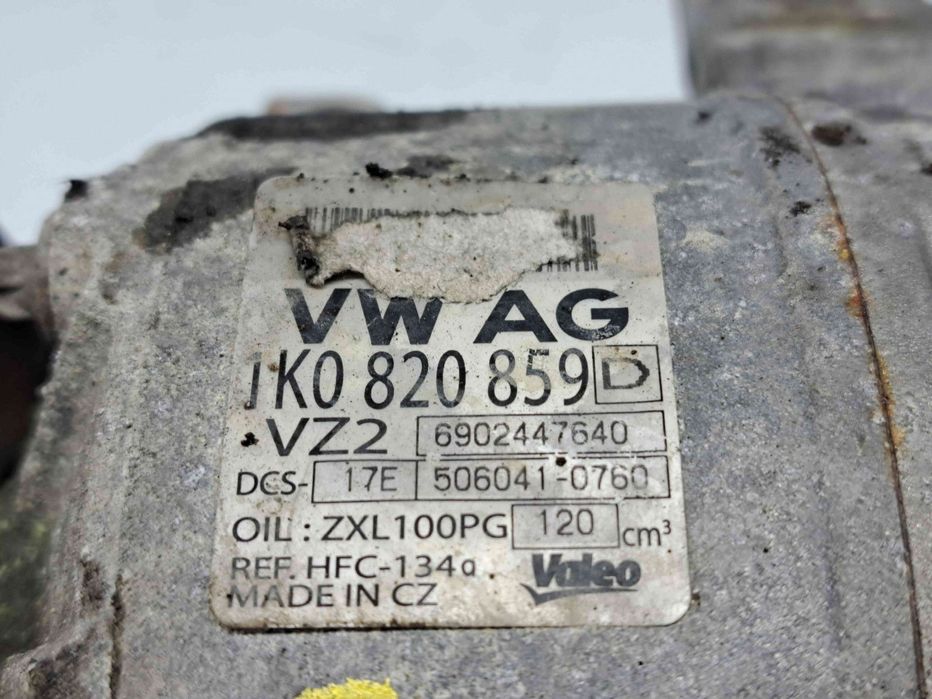 VW AG
1K0 820 859 D
VZ2 6902447640
DCS- 17E 506041-0760
OIL : ZXL100PG 120 cm³
REF. HFC-134a Valeo
MADE IN CZ